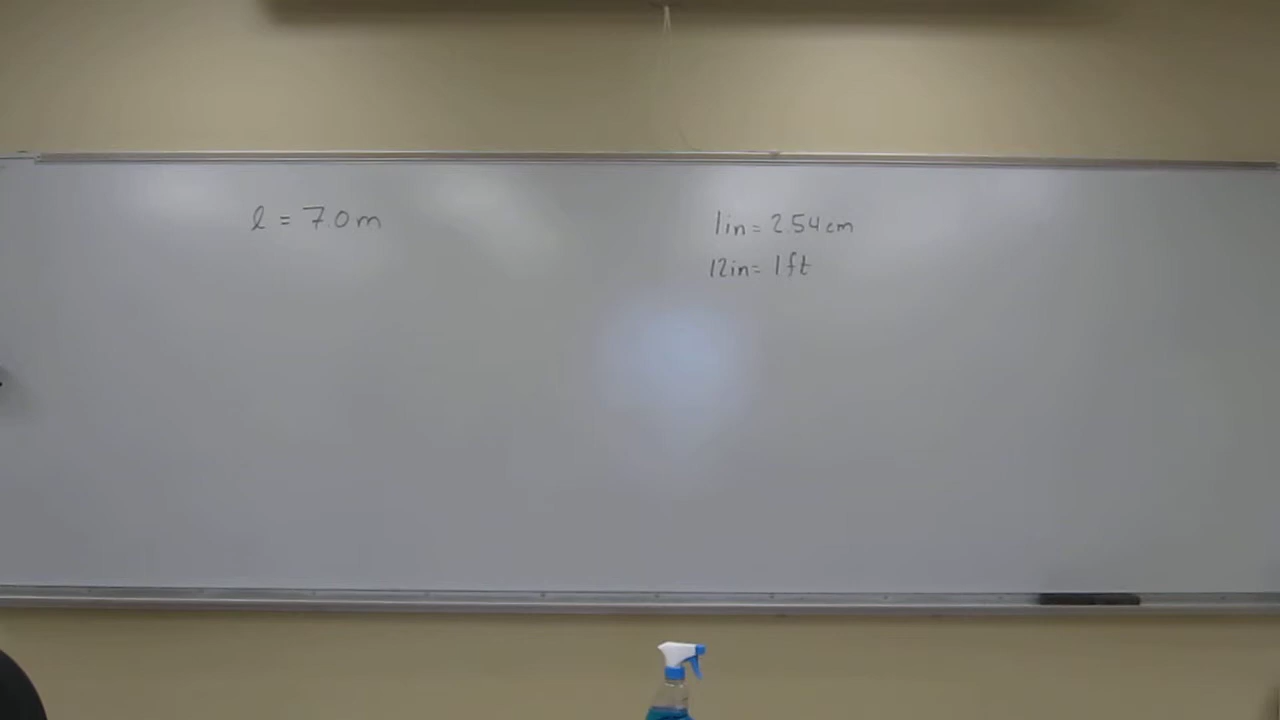 l = 7.0 m
1in = 2.54 cm
12in = 1ft